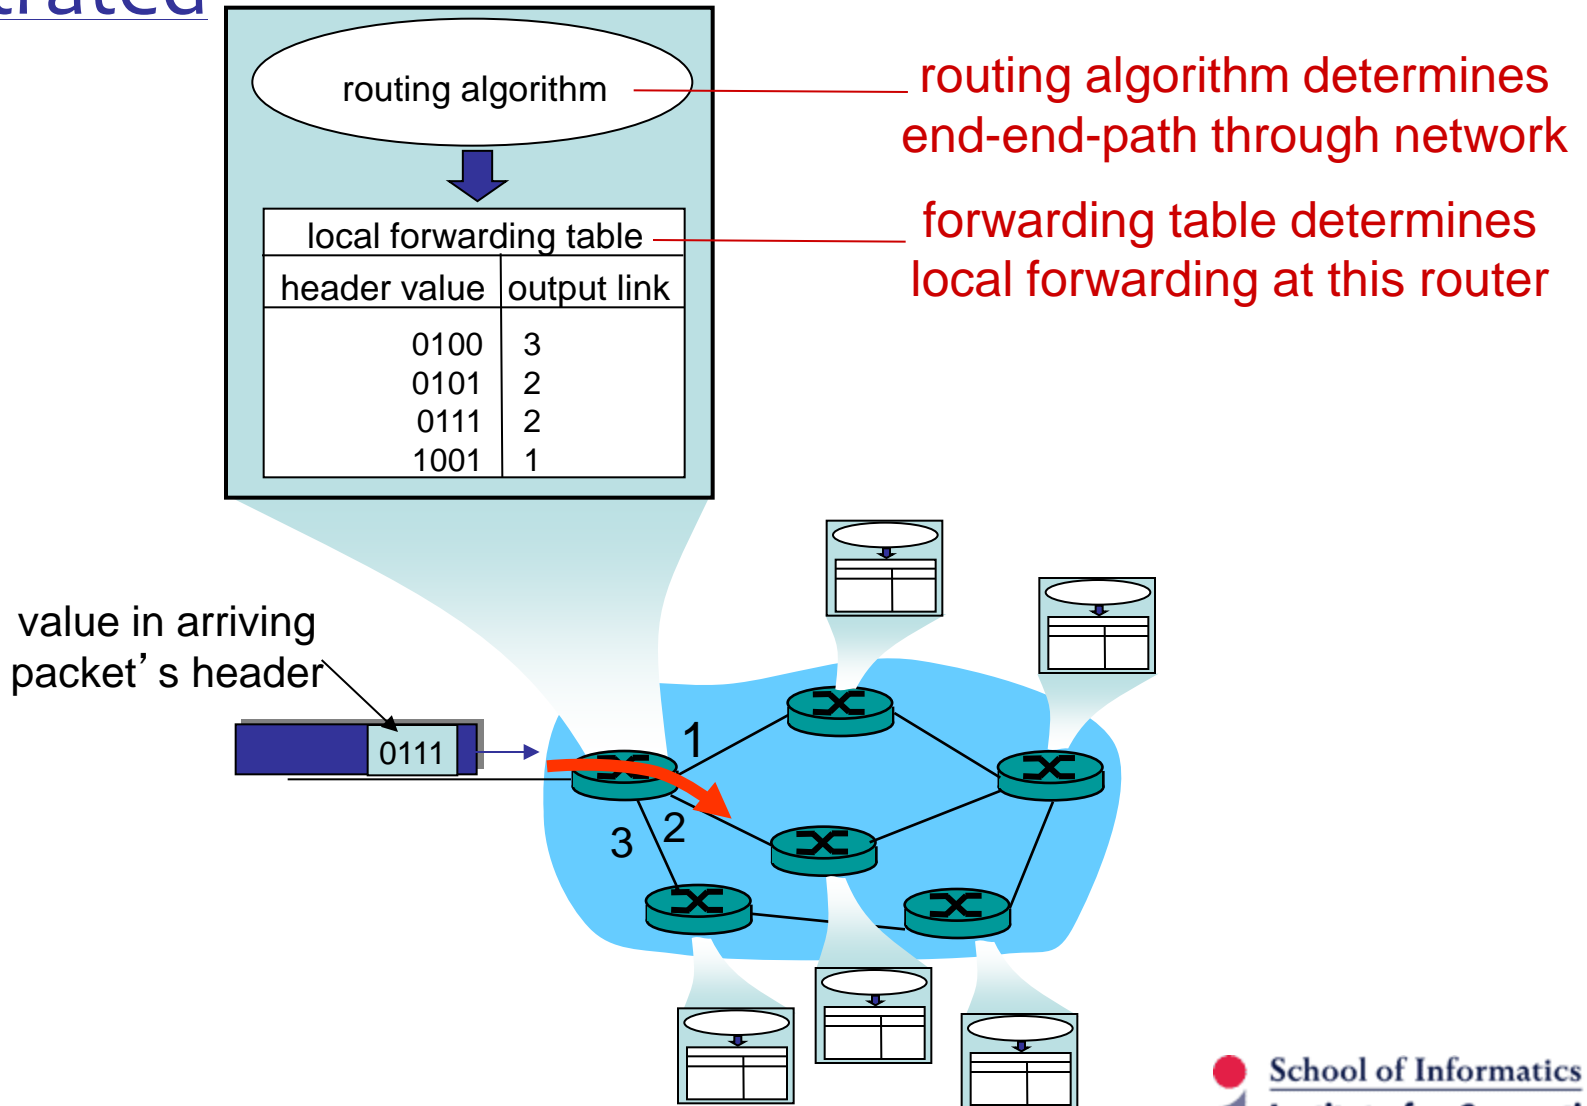 routing algorithm
routing algorithm determines
end-end-path through network
local forwarding table
forwarding table determines
local forwarding at this router
header value output link
0100 3
0101 2
0111 2
1001 1
value in arriving
packet’s header
0111
1
2
3
School of Informatics